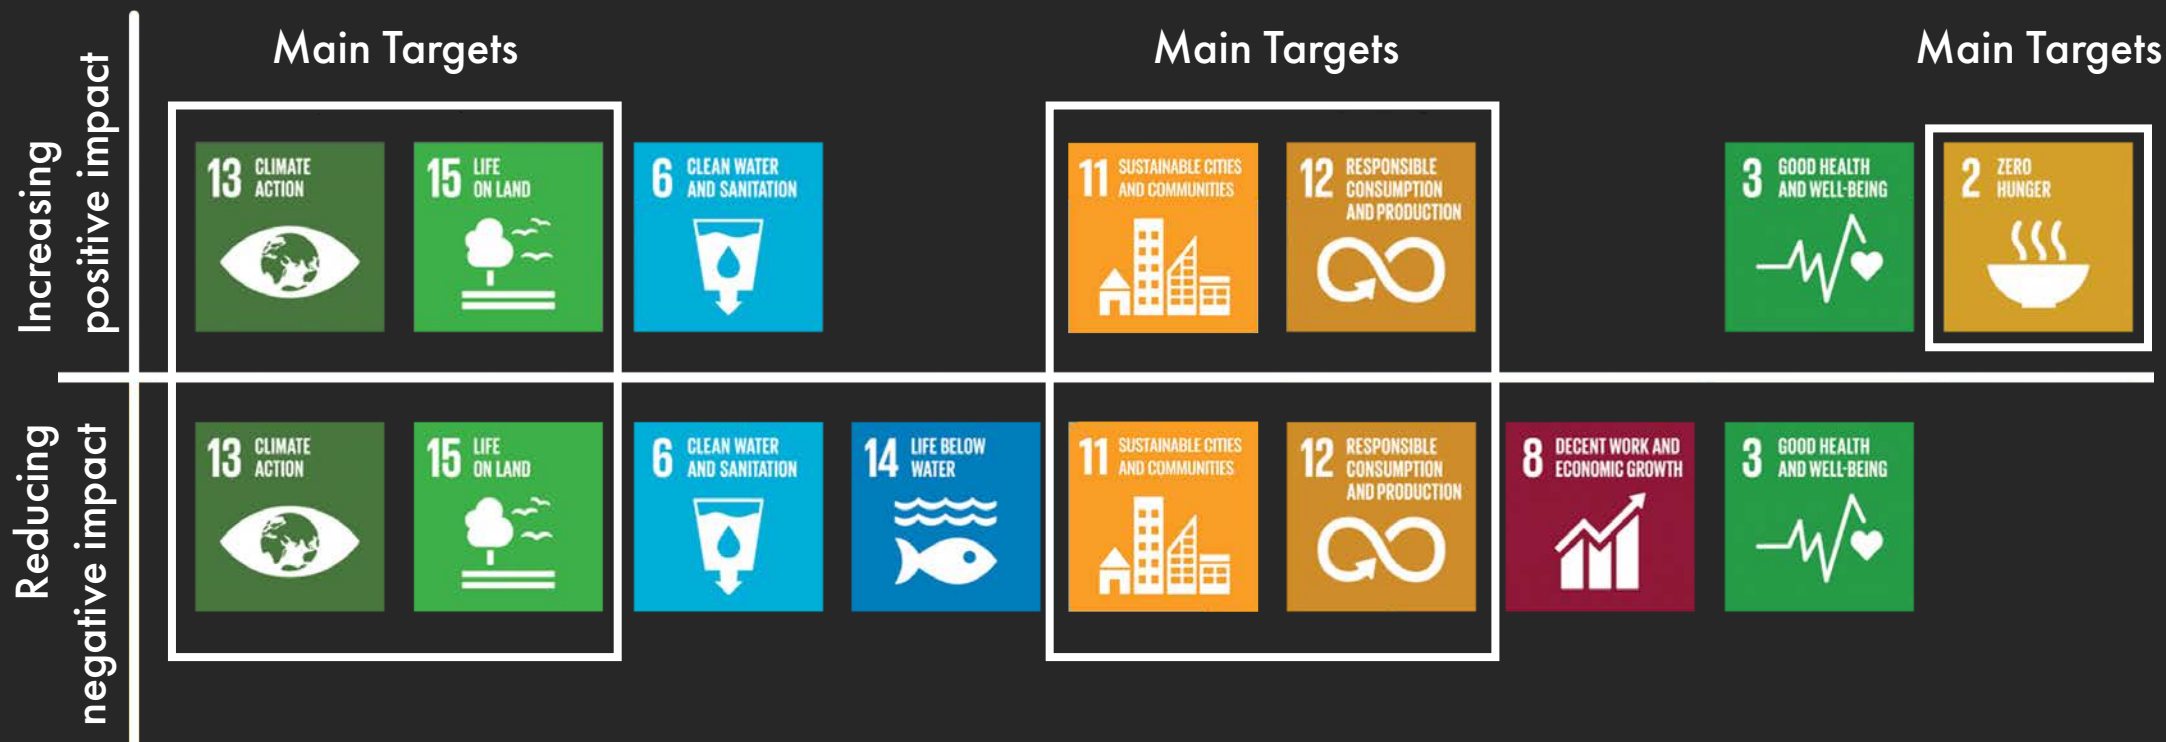 Main Targets
Main Targets
Main Targets
Increasing
positive impact
13 CLIMATE
ACTION
15 LIFE
ON LAND
6 CLEAN WATER
AND SANITATION
11 SUSTAINABLE CITIES
AND COMMUNITIES
12 RESPONSIBLE
CONSUMPTION
AND PRODUCTION
3 GOOD HEALTH
AND WELL-BEING
2 ZERO
HUNGER
Reducing
negative impact
13 CLIMATE
ACTION
15 LIFE
ON LAND
6 CLEAN WATER
AND SANITATION
14 LIFE BELOW
WATER
11 SUSTAINABLE CITIES
AND COMMUNITIES
12 RESPONSIBLE
CONSUMPTION
AND PRODUCTION
8 DECENT WORK AND
ECONOMIC GROWTH
3 GOOD HEALTH
AND WELL-BEING